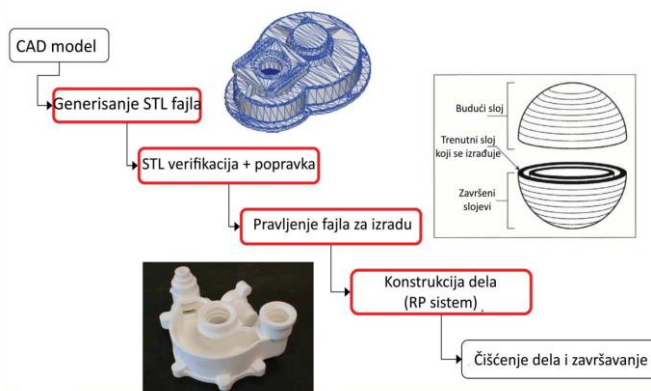 CAD model
Generisanje STL fajla
STL verifikacija + popravka
Pravljenje fajla za izradu
Konstrukcija dela
(RP sistem)
Čišćenje dela i završavanje
Budući sloj
Trenutni sloj
koji se izrađuje
Završeni
slojevi